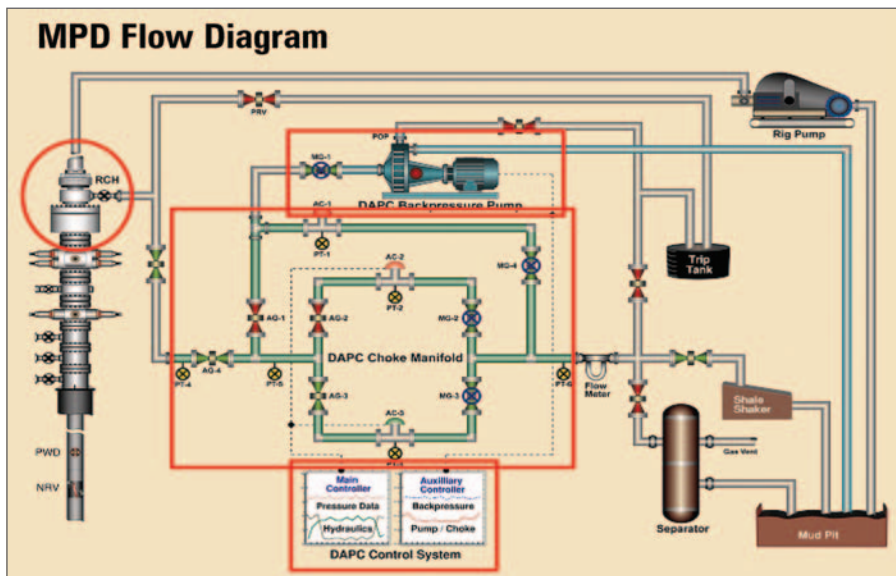 MPD Flow Diagram
PRV
Rig Pump
RCH
POP
MG-1
DAPC Backpressure Pump
AC-1
PT-1
MG-4
Trip
Tank
AC-2
PT-2
AG-1
AG-2
MG-2
DAPC Choke Manifold
PT-4
AG-4
PT-5
PT-6
Flow
Meter
AG-3
MG-3
AC-3
Shale
Shaker
Gas Vent
PWD
NRV
Main
Controller
Pressure Data
Hydraulics
Auxilliary
Controller
Backpressure
Pump / Choke
DAPC Control System
Separator
Mud Pit